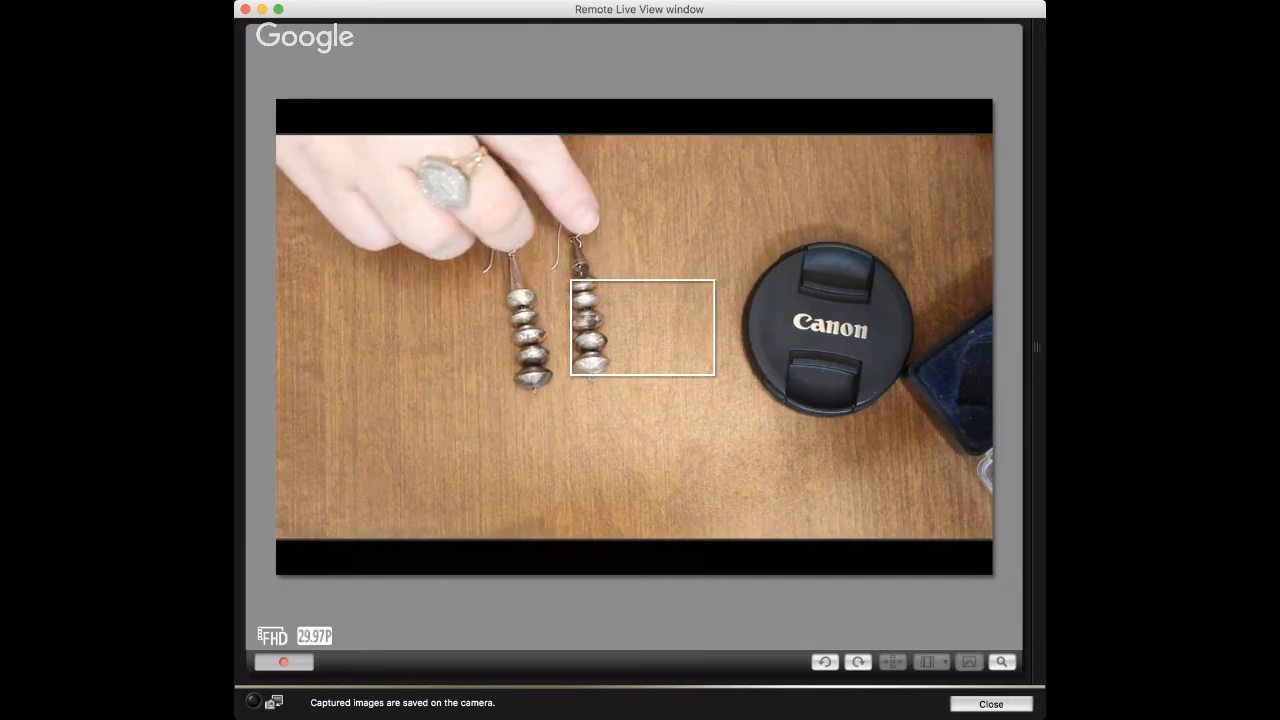 Remote Live View window
Google
Canon
FHD 29.97P
Captured images are saved on the camera.
Close